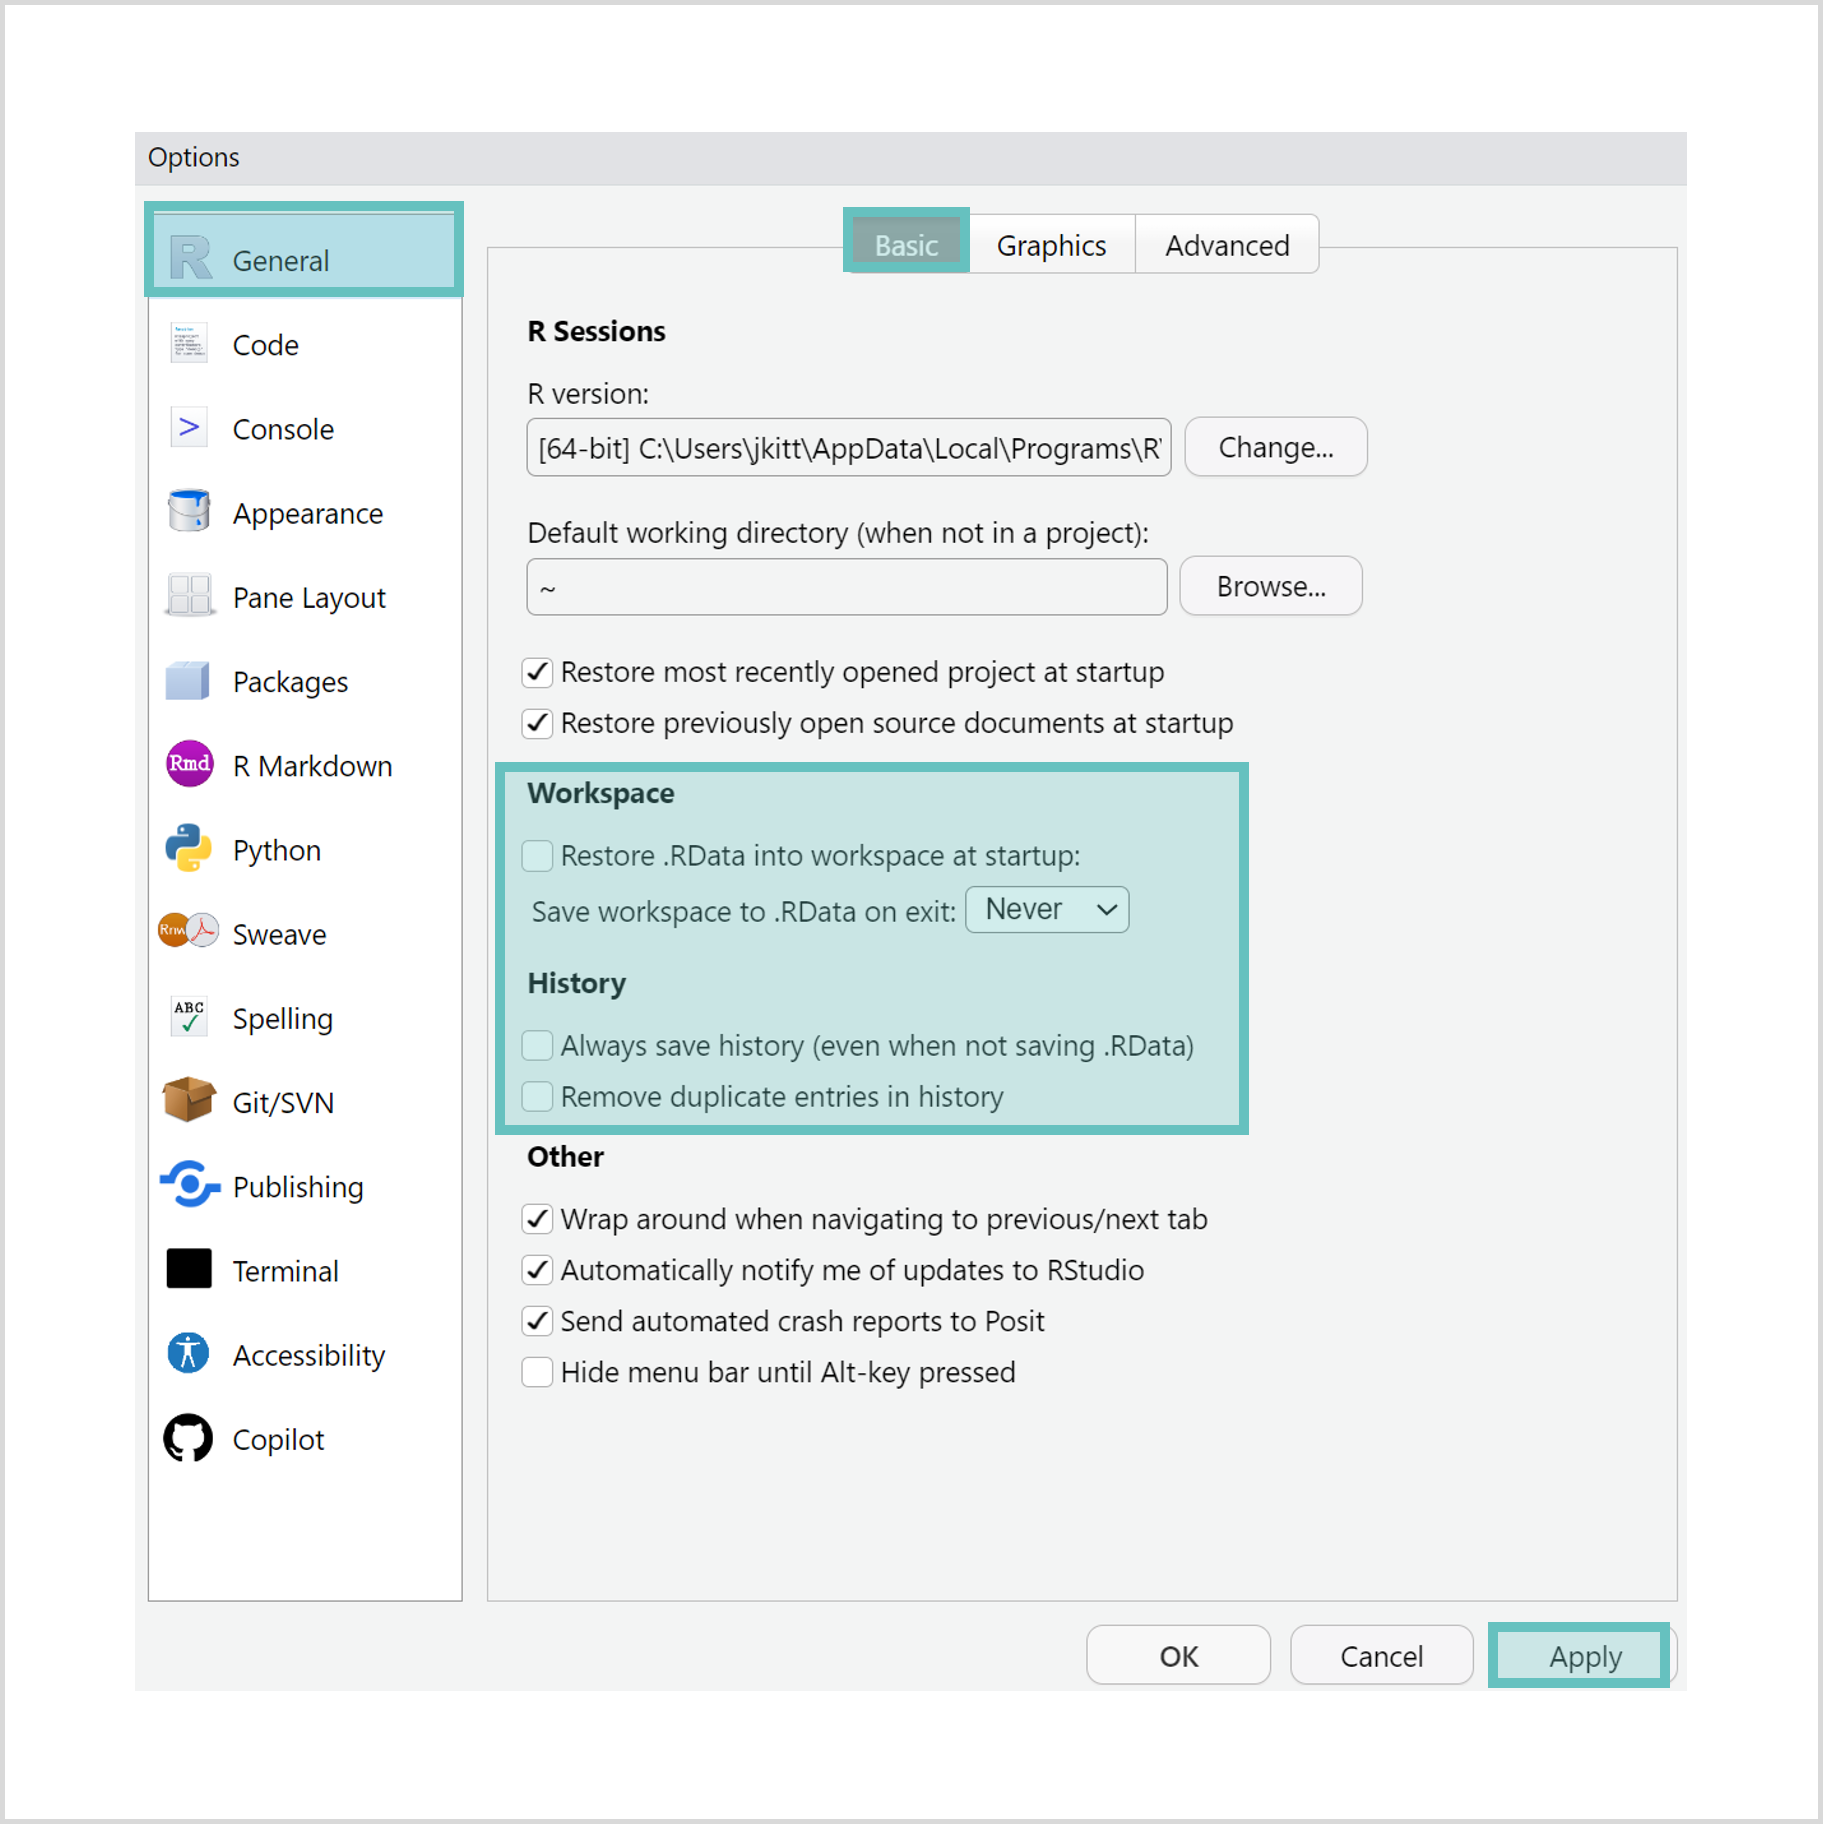 Options
General
Code
Console
Appearance
Pane Layout
Packages
Rmd R Markdown
Python
Rnw Sweave
ABC Spelling
Git/SVN
Publishing
Terminal
Accessibility
Copilot
Basic Graphics Advanced
R Sessions
R version:
[64-bit] C:\Users\jkitt\AppData\Local\Programs\R\ Change...
Default working directory (when not in a project):
~ Browse...
Restore most recently opened project at startup
Restore previously open source documents at startup
Workspace
Restore .RData into workspace at startup:
Save workspace to .RData on exit: Never
History
Always save history (even when not saving .RData)
Remove duplicate entries in history
Other
Wrap around when navigating to previous/next tab
Automatically notify me of updates to RStudio
Send automated crash reports to Posit
Hide menu bar until Alt-key pressed
OK Cancel Apply